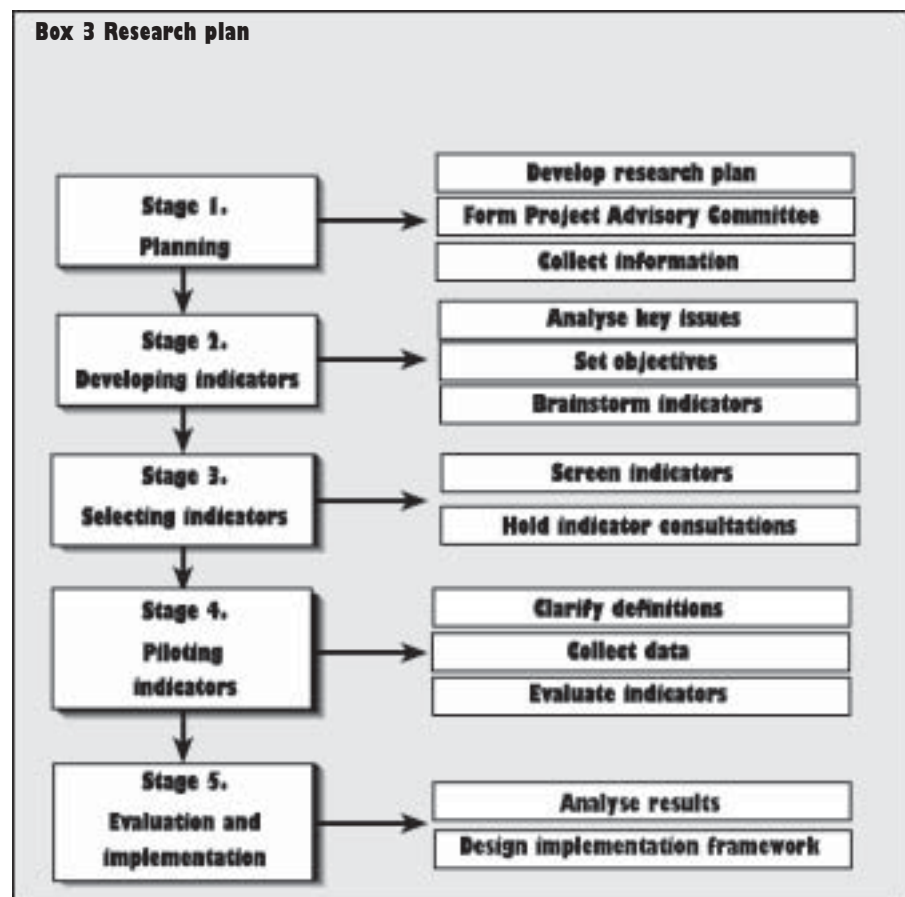 Box 3 Research plan
Stage 1.
Planning
Develop research plan
Form Project Advisory Committee
Collect information
Stage 2.
Developing indicators
Analyse key issues
Set objectives
Brainstorm indicators
Stage 3.
Selecting indicators
Screen indicators
Hold indicator consultations
Stage 4.
Piloting
indicators
Clarify definitions
Collect data
Evaluate indicators
Stage 5.
Evaluation and
implementation
Analyse results
Design implementation framework